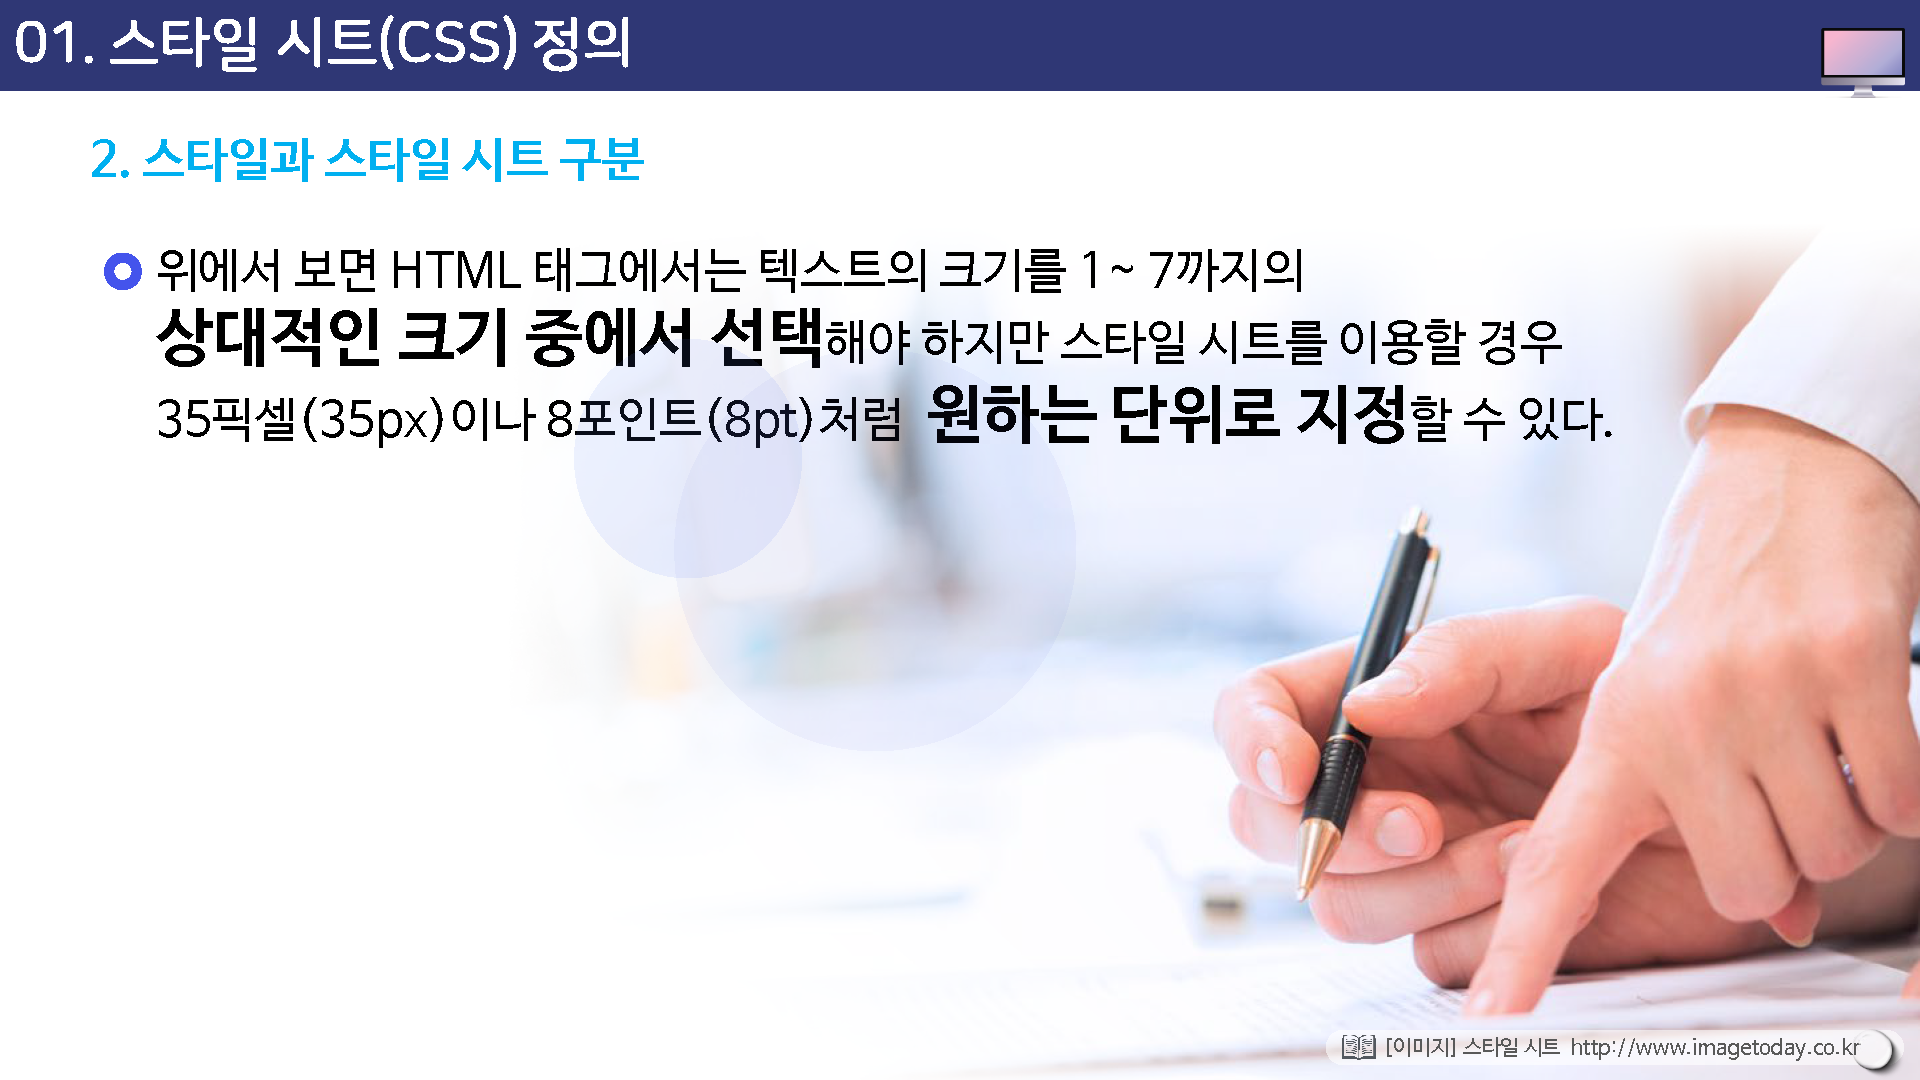 01. 스타일 시트(CSS) 정의
2. 스타일과 스타일 시트 구분
위에서 보면 HTML 태그에서는 텍스트의 크기를 1~ 7까지의
상대적인 크기 중에서 선택해야 하지만 스타일 시트를 이용할 경우
35픽셀(35px)이나 8포인트(8pt)처럼 원하는 단위로 지정할 수 있다.
[이미지] 스타일 시트 http://www.imagetoday.co.kr